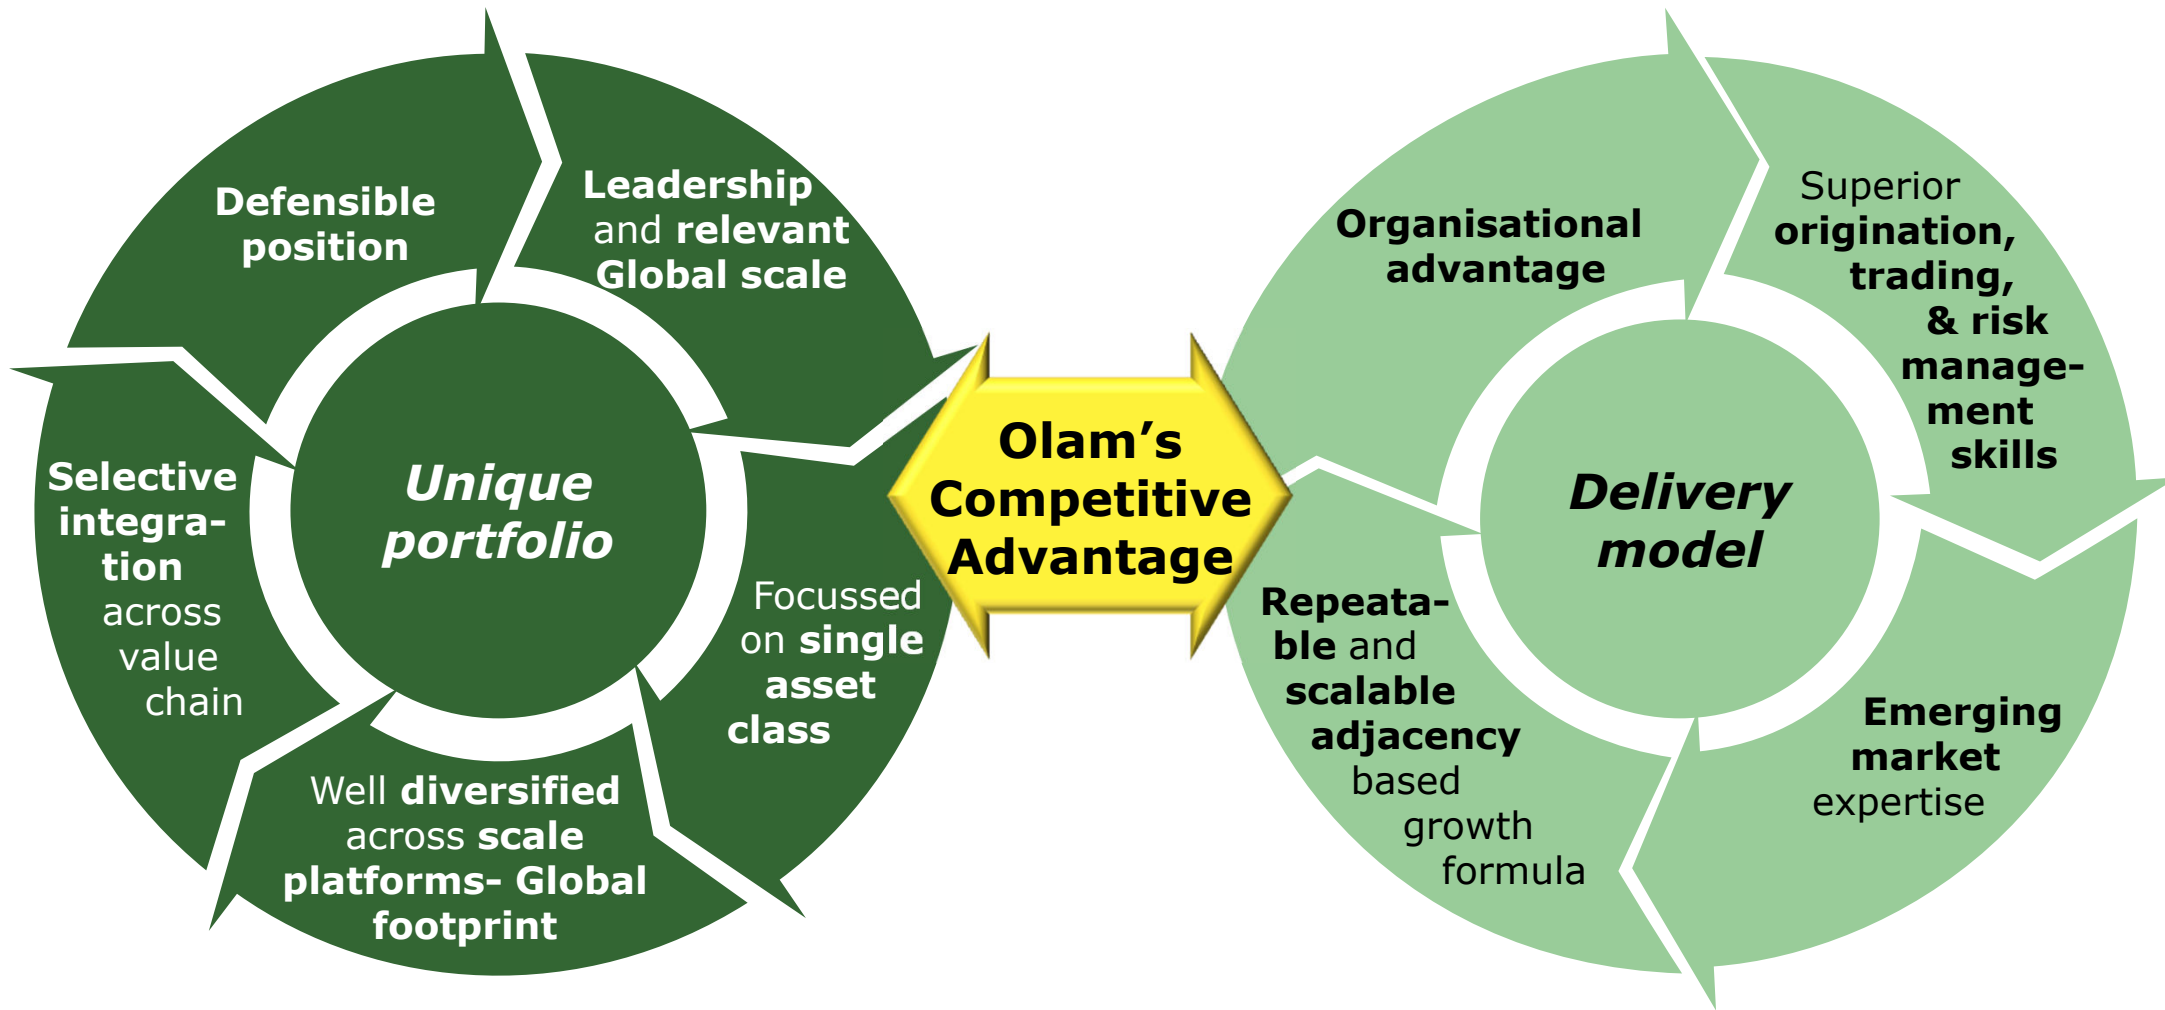 Defensible
position
Leadership
and relevant
Global scale
Focussed
on single
asset
class
Well diversified
across scale
platforms- Global
footprint
Selective
integra-
tion
across
value
chain
Unique
portfolio
Olam’s
Competitive
Advantage
Organisational
advantage
Superior
origination,
trading,
& risk
manage-
ment
skills
Emerging
market
expertise
Repeata-
ble and
scalable
adjacency
based
growth
formula
Delivery
model